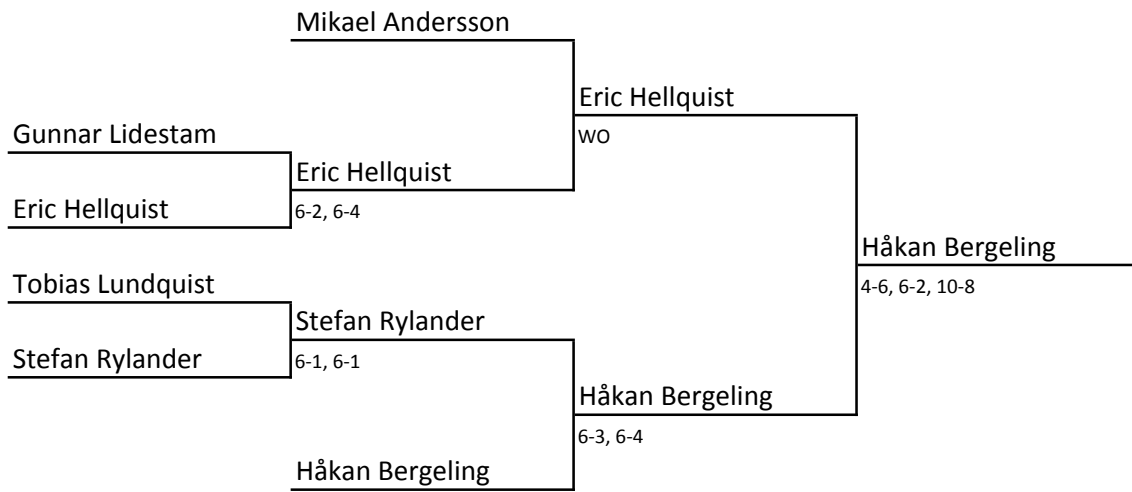 Mikael Andersson
Eric Hellquist
WO
Gunnar Lidestam
Eric Hellquist
6-2, 6-4
Eric Hellquist
Håkan Bergeling
4-6, 6-2, 10-8
Tobias Lundquist
Stefan Rylander
6-1, 6-1
Stefan Rylander
Håkan Bergeling
6-3, 6-4
Håkan Bergeling